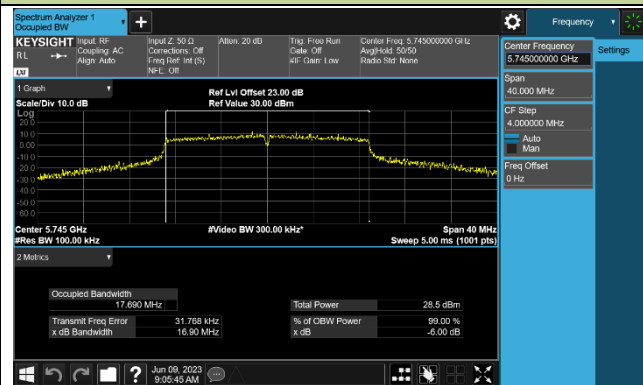 Spectrum Analyzer 1
Occupied BW
Frequency
KEYSIGHT
R L
LXI
Input: RF
Coupling: AC
Align: Auto
Input Z: 50 Ω
Corrections: Off
Freq Ref: Int (S)
NFE: Off
Atten: 20 dB
Trig: Free Run
Gate: Off
#IF Gain: Low
Center Freq: 5.745000000 GHz
Avg|Hold: 50/50
Radio Std: None
Center Frequency
5.745000000 GHz
Settings
Span
40.000 MHz
CF Step
4.000000 MHz
Auto
Man
Freq Offset
0 Hz
1 Graph
Scale/Div 10.0 dB
Ref Lvl Offset 23.00 dB
Ref Value 30.00 dBm
Log
20.0
10.0
0.00
-10.0
-20.0
-30.0
-40.0
-50.0
-60.0
Center 5.745 GHz
#Res BW 100.00 kHz
#Video BW 300.00 kHz*
Span 40 MHz
Sweep 5.00 ms (1001 pts)
2 Metrics
Occupied Bandwidth
17.690 MHz
Total Power 28.5 dBm
Transmit Freq Error 31.768 kHz
% of OBW Power 99.00 %
x dB Bandwidth 16.90 MHz
x dB -6.00 dB
Jun 09, 2023
9:05:45 AM